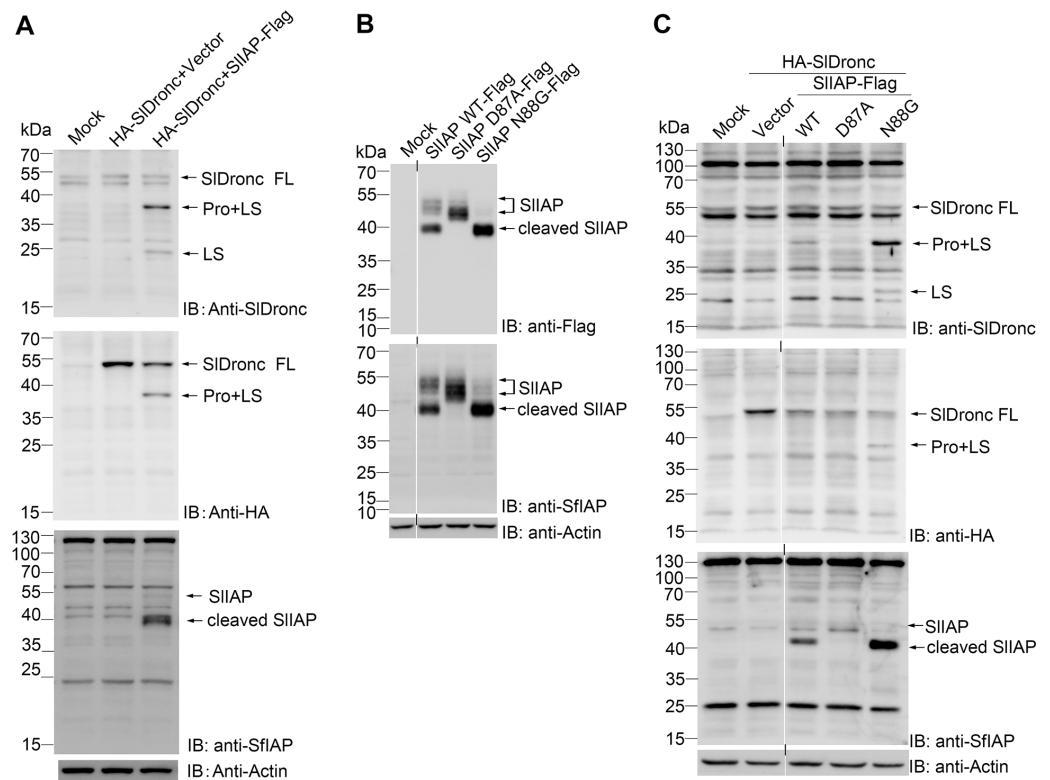 A
Mock
HA-SlDronc+Vector
HA-SlDronc+SlIAP-Flag
kDa
70
55
40
35
25
15
SlDronc FL
Pro+LS
LS
IB: Anti-SlDronc
70
55
40
35
25
15
SlDronc FL
Pro+LS
IB: Anti-HA
130
100
70
55
40
35
25
15
SlIAP
cleaved SlIAP
IB: anti-SfIAP
IB: Anti-Actin
B
Mock
SlIAP WT-Flag
SlIAP D87A-Flag
SlIAP N88G-Flag
kDa
70
55
40
35
25
15
10
SlIAP
cleaved SlIAP
IB: anti-Flag
70
55
40
35
25
15
10
SlIAP
cleaved SlIAP
IB: anti-SfIAP
IB: anti-Actin
C
HA-SlDronc
SlIAP-Flag
Mock
Vector
WT
D87A
N88G
kDa
130
100
70
55
40
35
25
15
SlDronc FL
Pro+LS
LS
IB: anti-SlDronc
130
100
70
55
40
35
25
15
SlDronc FL
Pro+LS
IB: anti-HA
130
100
70
55
40
35
25
15
SlIAP
cleaved SlIAP
IB: anti-SfIAP
IB: anti-Actin